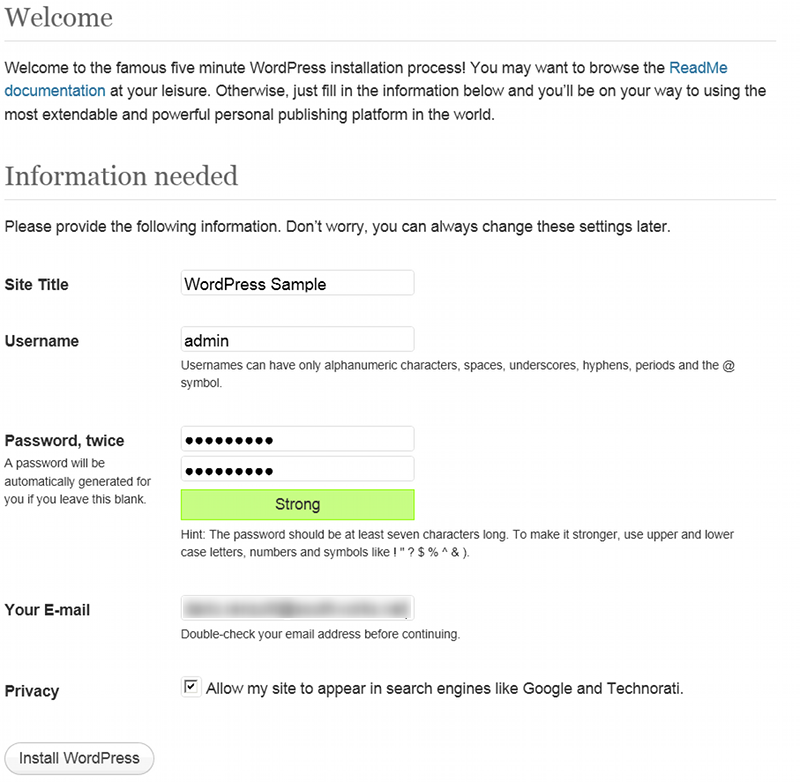 Welcome
Welcome to the famous five minute WordPress installation process! You may want to browse the ReadMe
documentation at your leisure. Otherwise, just fill in the information below and you'll be on your way to using the
most extendable and powerful personal publishing platform in the world.
Information needed
Please provide the following information. Don't worry, you can always change these settings later.
Site Title
WordPress Sample
Username
admin
Usernames can have only alphanumeric characters, spaces, underscores, hyphens, periods and the @
symbol.
Password, twice
A password will be
automatically generated for
you if you leave this blank.
●●●●●●●●●
●●●●●●●●●
Strong
Hint: The password should be at least seven characters long. To make it stronger, use upper and lower
case letters, numbers and symbols like ! " ? $ % ^ & ).
Your E-mail
Double-check your email address before continuing.
Privacy
Allow my site to appear in search engines like Google and Technorati.
Install WordPress